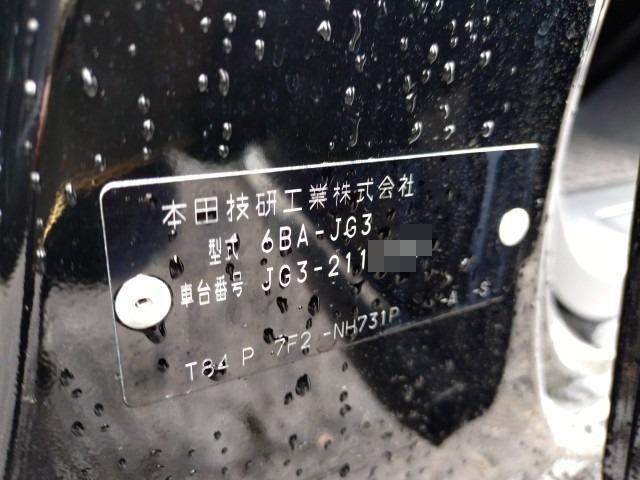 本田技研工業株式会社
型式 6BA-JG3
車台番号 JG3-211
T84 P 7F2 -NH731P -A -S